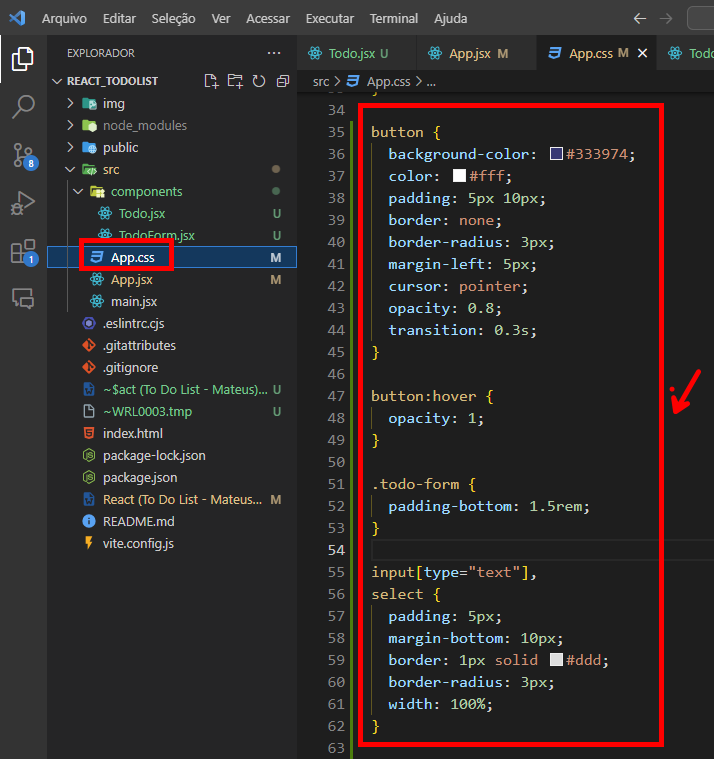 Arquivo Editar Seleção Ver Acessar Executar Terminal Ajuda
EXPLORADOR
Todo.jsx U
App.jsx M
App.css M
Todo
REACT_TODOLIST
src > App.css > ...
img
node_modules
public
src
components
Todo.jsx U
TodoForm.jsx U
App.css M
App.jsx M
main.jsx
.eslintrc.cjs
.gitattributes
.gitignore
~$act (To Do List - Mateus)... U
~WRL0003.tmp U
index.html
package-lock.json
package.json
React (To Do List - Mateus... M
README.md
vite.config.js
8
1
34
35 button {
36 background-color: #333974;
37 color: #fff;
38 padding: 5px 10px;
39 border: none;
40 border-radius: 3px;
41 margin-left: 5px;
42 cursor: pointer;
43 opacity: 0.8;
44 transition: 0.3s;
45 }
46
47 button:hover {
48 opacity: 1;
49 }
50
51 .todo-form {
52 padding-bottom: 1.5rem;
53 }
54
55 input[type="text"],
56 select {
57 padding: 5px;
58 margin-bottom: 10px;
59 border: 1px solid #ddd;
60 border-radius: 3px;
61 width: 100%;
62 }
63